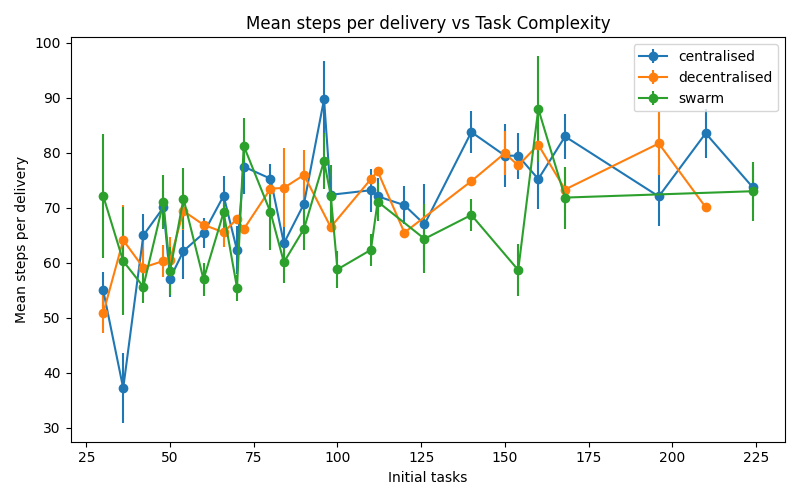 Mean steps per delivery vs Task Complexity
centralised
decentralised
swarm
Mean steps per delivery
100
90
80
70
60
50
40
30
25
50
75
100
125
150
175
200
225
Initial tasks